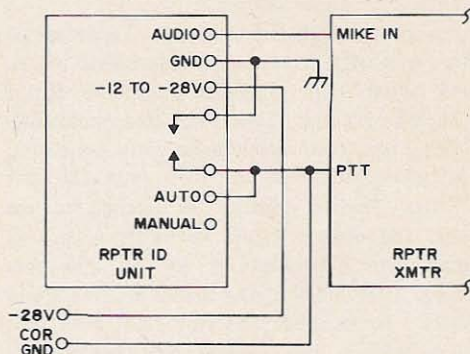 AUDIO
MIKE IN
GND
-12 TO -28V
PTT
AUTO
MANUAL
RPTR ID
UNIT
RPTR
XMTR
-28V
COR
GND